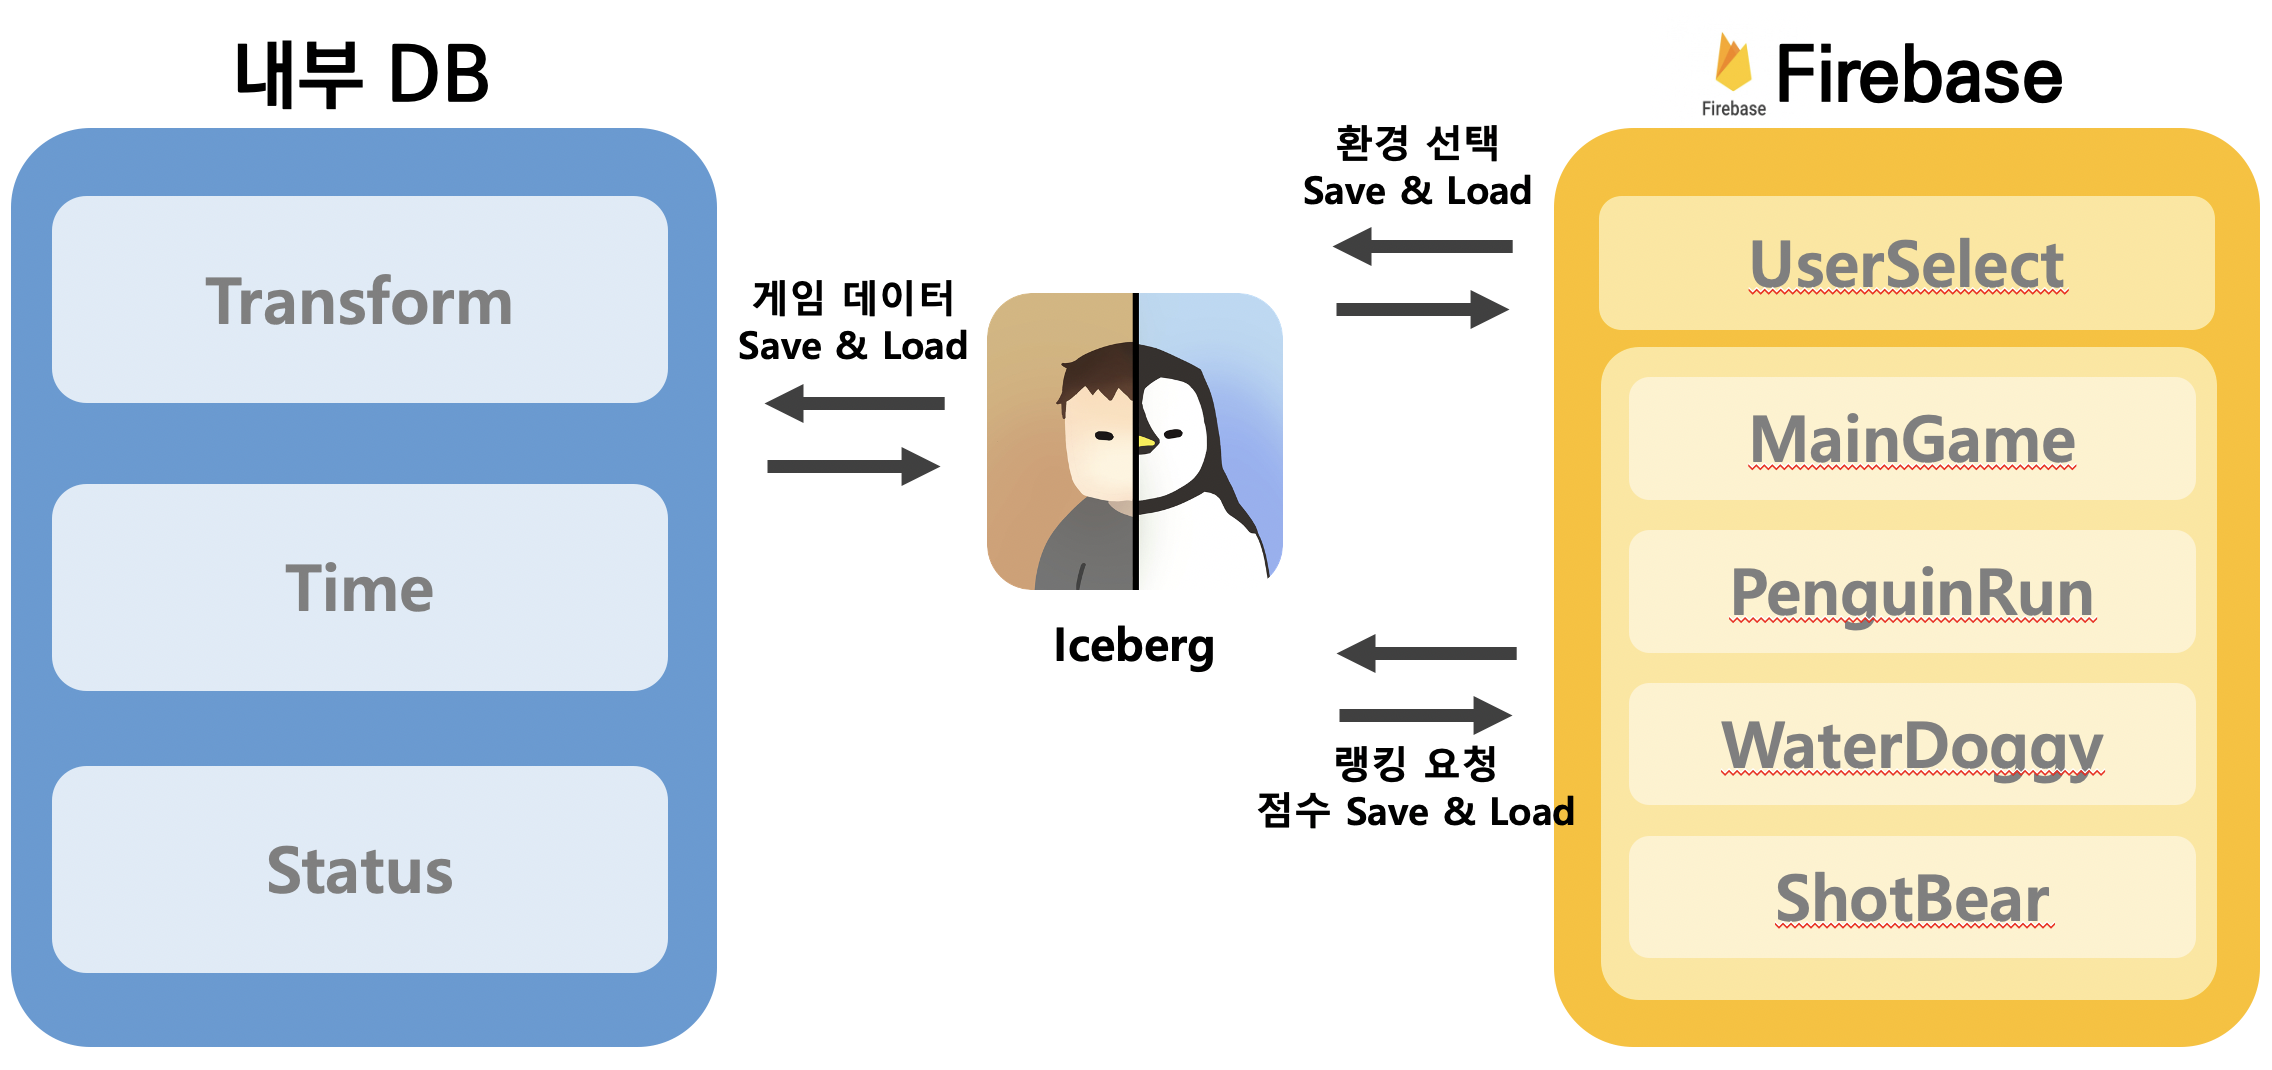 내부 DB
Transform
Time
Status
게임 데이터
Save & Load
Iceberg
환경 선택
Save & Load
랭킹 요청
점수 Save & Load
Firebase
Firebase
UserSelect
MainGame
PenguinRun
WaterDoggy
ShotBear